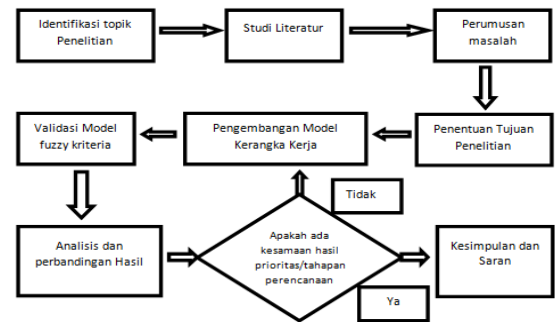 Identifikasi topik
Penelitian
Studi Literatur
Perumusan
masalah
Penentuan Tujuan
Penelitian
Pengembangan Model
Kerangka Kerja
Validasi Model
fuzzy kriteria
Analisis dan
perbandingan Hasil
Apakah ada
kesamaan hasil
prioritas/tahapan
perencanaan
Tidak
Ya
Kesimpulan dan
Saran